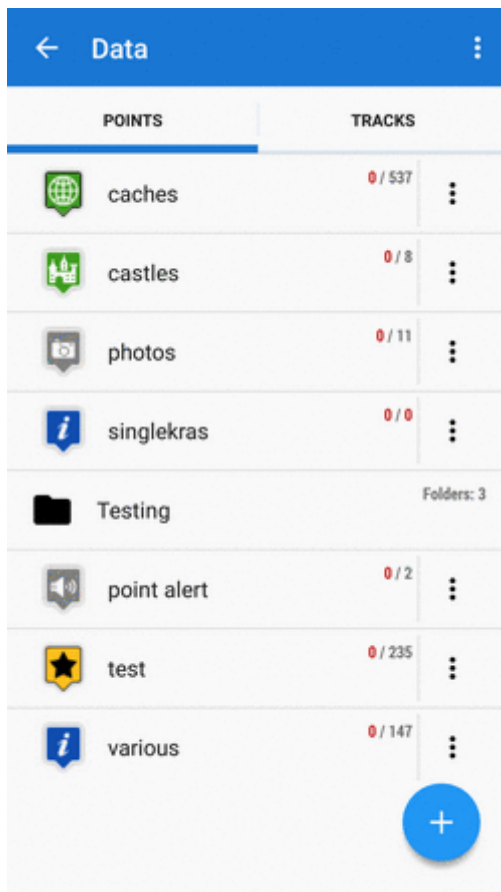 Data
POINTS TRACKS
caches 0 / 537
castles 0 / 8
photos 0 / 11
singlekras 0 / 0
Testing Folders: 3
point alert 0 / 2
test 0 / 235
various 0 / 147